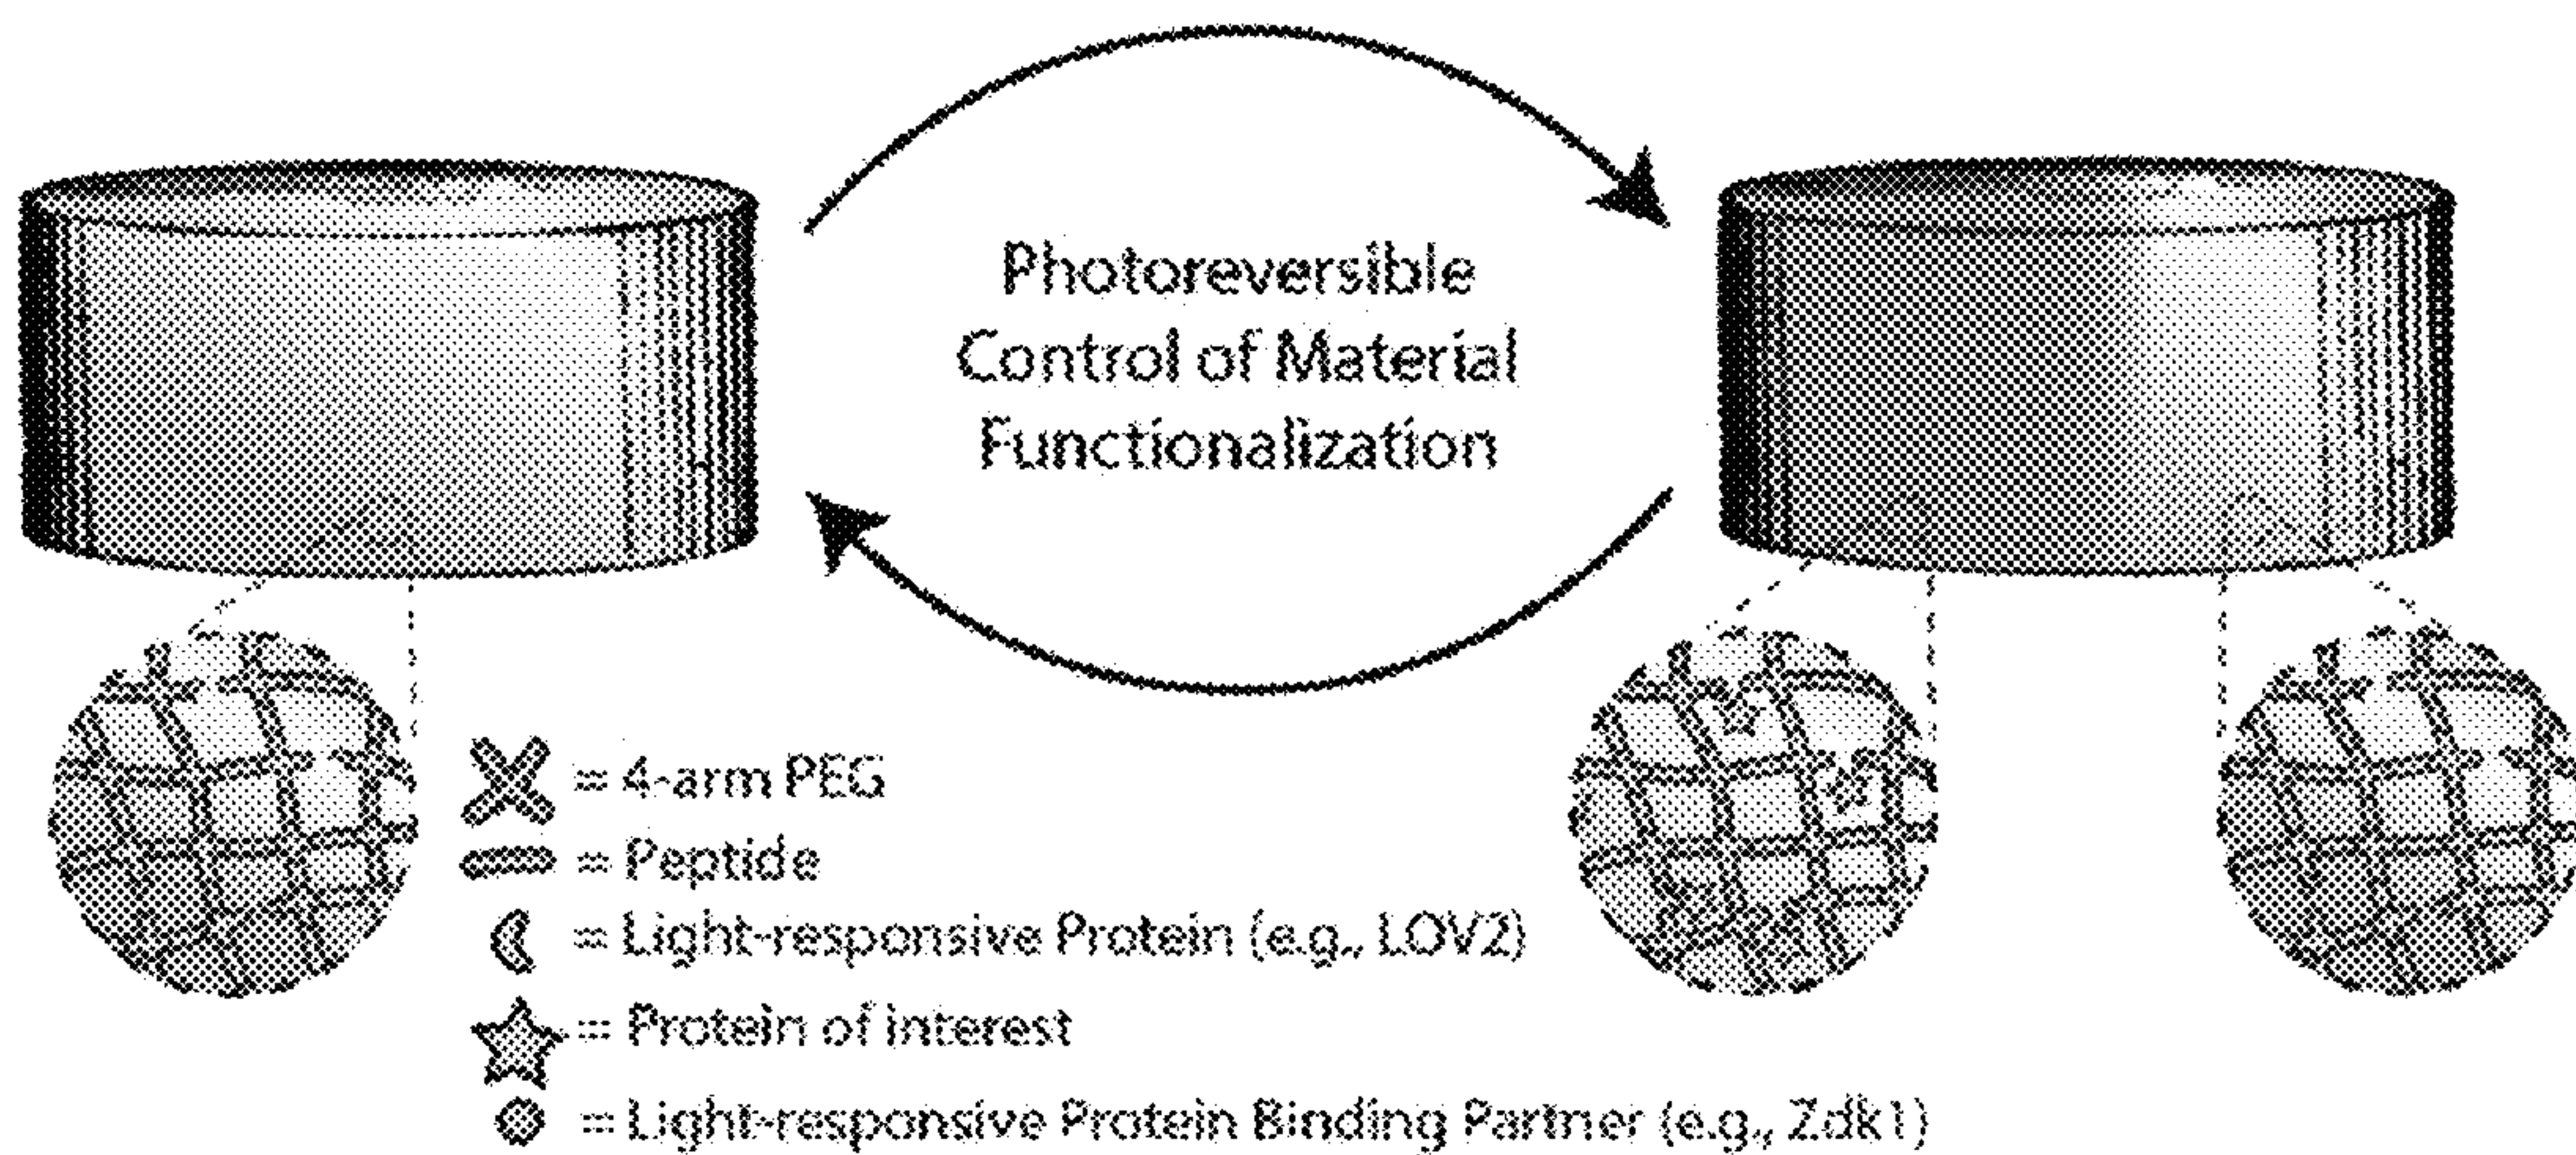 Photoreversible
Control of Material
Functionalization
= 4-arm PEG
= Peptide
= Light-responsive Protein (e.g., LOV2)
= Protein of interest
= Light-responsive Protein Binding Partner (e.g., Zdk1)